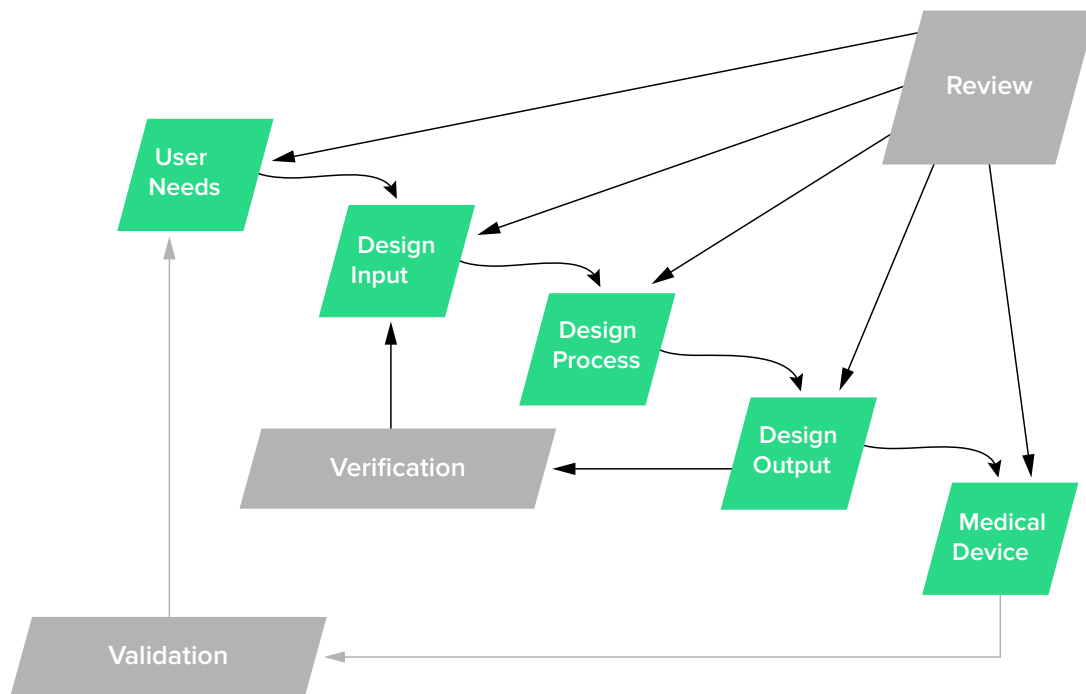 Review
User
Needs
Design
Input
Design
Process
Design
Output
Verification
Medical
Device
Validation